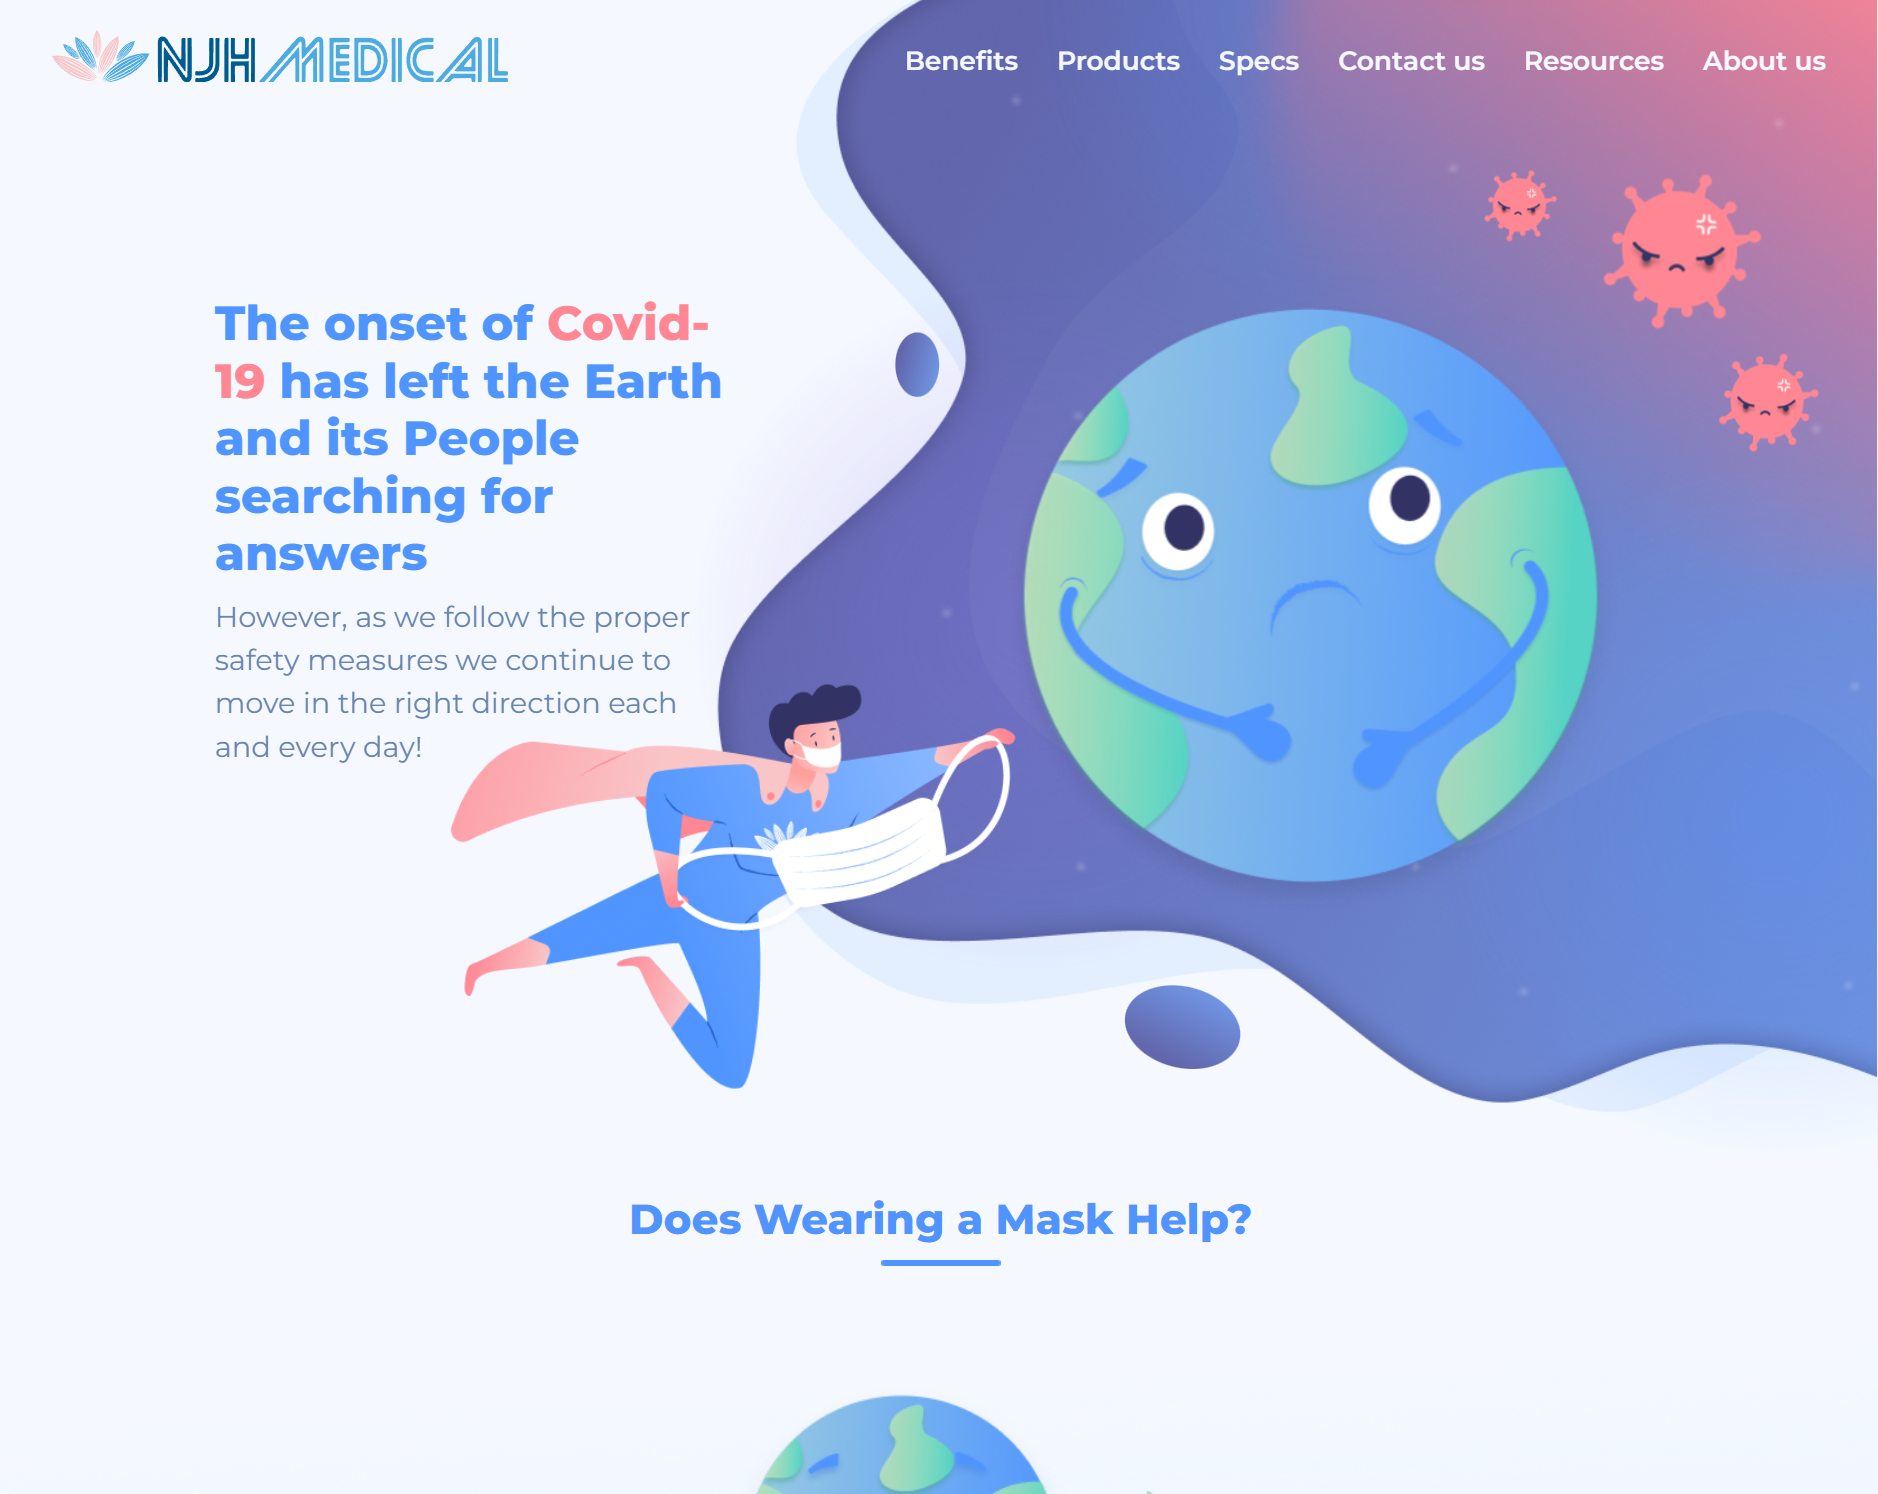 NJH MEDICAL
Benefits Products Specs Contact us Resources About us
The onset of Covid-
19 has left the Earth
and its People
searching for
answers
However, as we follow the proper
safety measures we continue to
move in the right direction each
and every day!
Does Wearing a Mask Help?